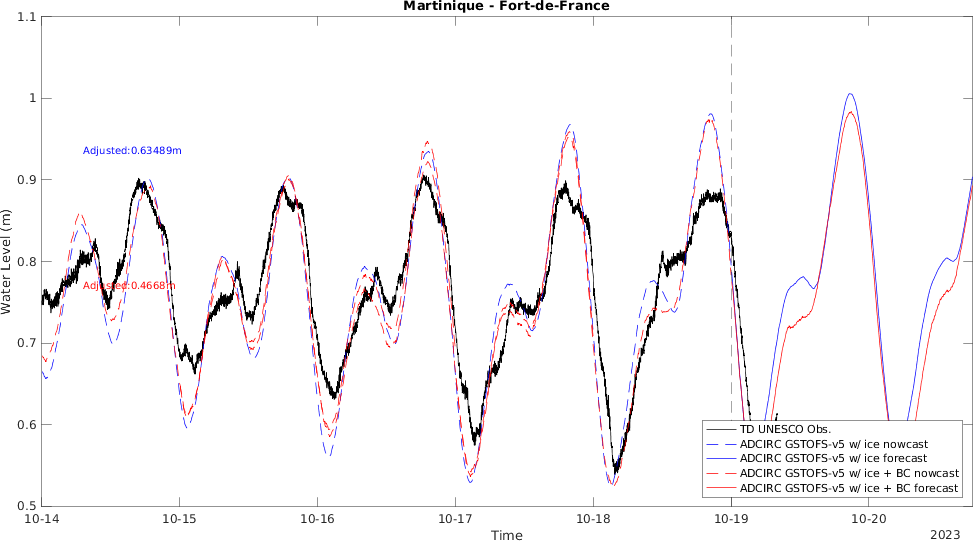 Martinique - Fort-de-France
1.1
1
0.9
0.8
0.7
0.6
0.5
Water Level (m)
Adjusted:0.63489m
Adjusted:0.4668m
TD UNESCO Obs.
ADCIRC GSTOFS-v5 w/ ice nowcast
ADCIRC GSTOFS-v5 w/ ice forecast
ADCIRC GSTOFS-v5 w/ ice + BC nowcast
ADCIRC GSTOFS-v5 w/ ice + BC forecast
10-14 10-15 10-16 10-17 10-18 10-19 10-20
Time
2023